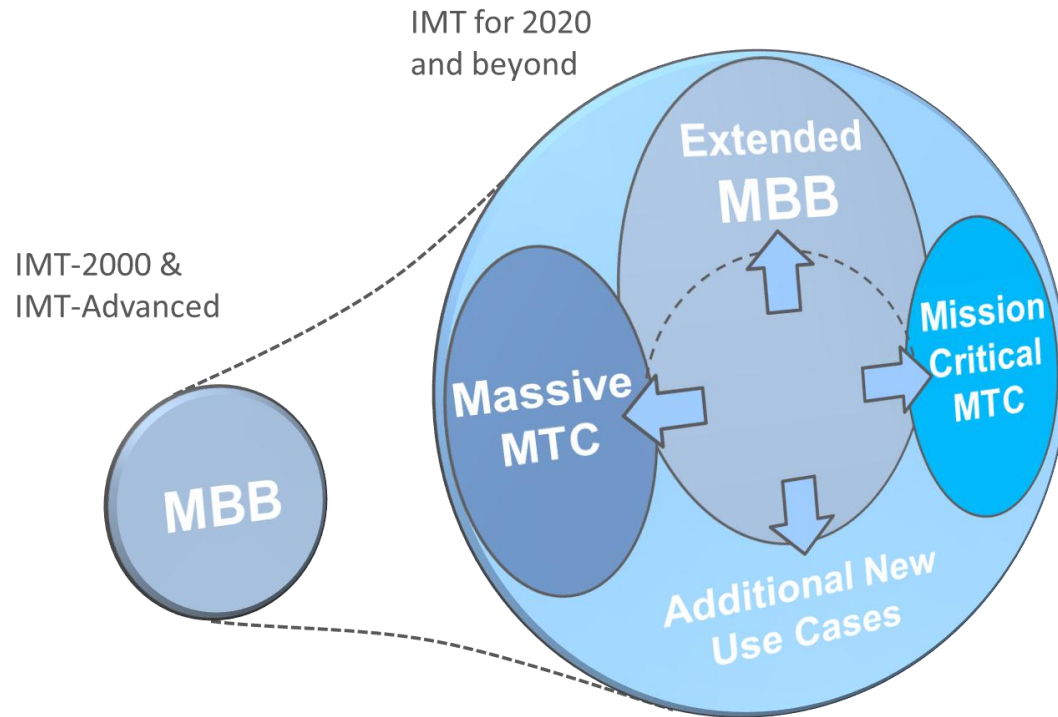 IMT for 2020
and beyond
IMT-2000 &
IMT-Advanced
MBB
Extended
MBB
Massive
MTC
Mission
Critical
MTC
Additional New
Use Cases